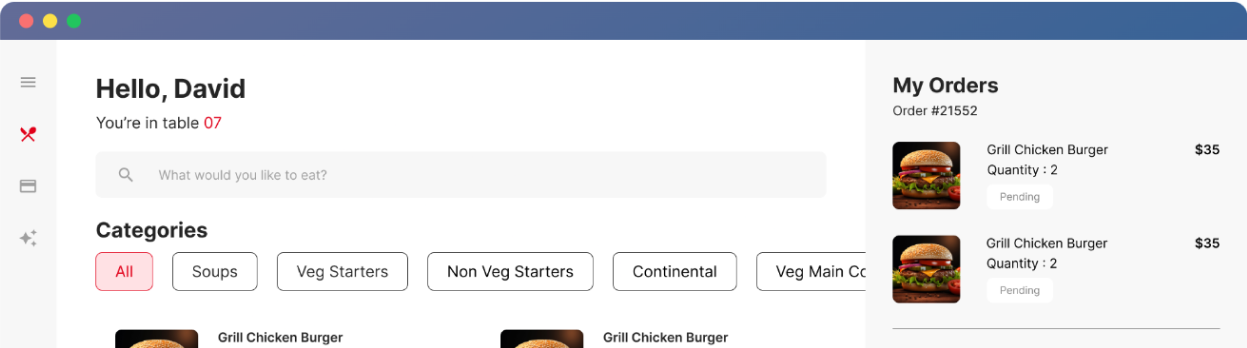 Hello, David
You're in table 07
What would you like to eat?
Categories
All
Soups
Veg Starters
Non Veg Starters
Continental
Veg Main Co
Grill Chicken Burger
Grill Chicken Burger
My Orders
Order #21552
Grill Chicken Burger $35
Quantity : 2
Pending
Grill Chicken Burger $35
Quantity : 2
Pending